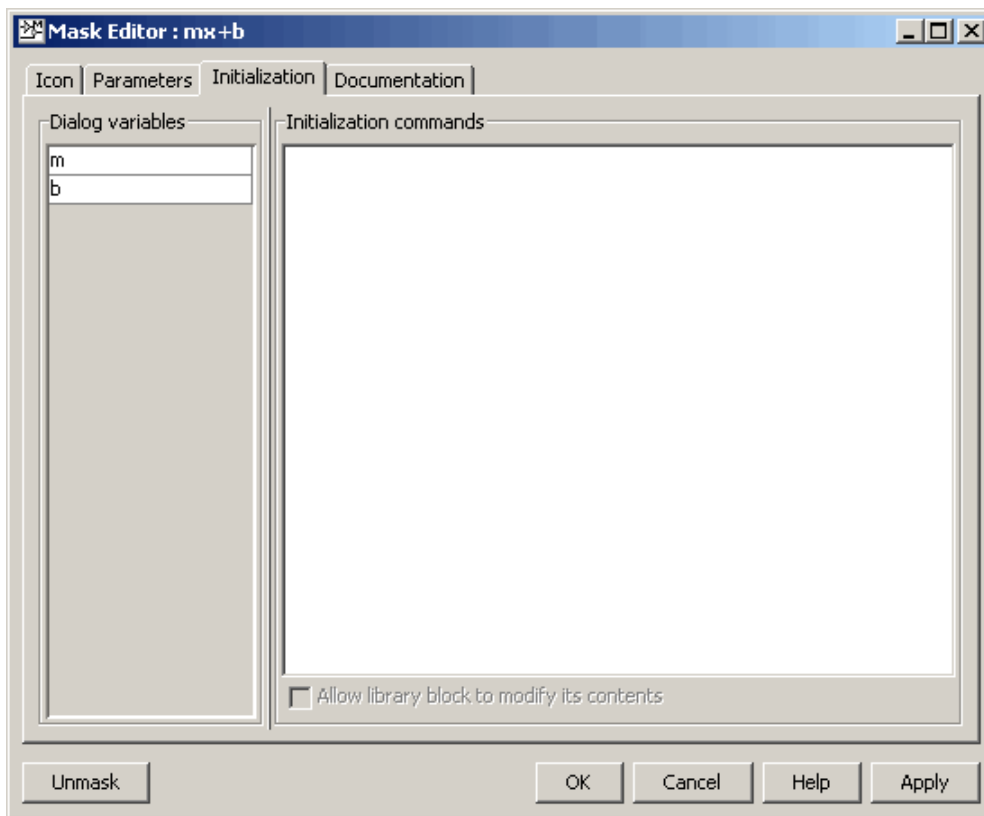 Mask Editor : mx+b
Icon Parameters Initialization Documentation
Dialog variables
m
b
Initialization commands
Allow library block to modify its contents
Unmask OK Cancel Help Apply